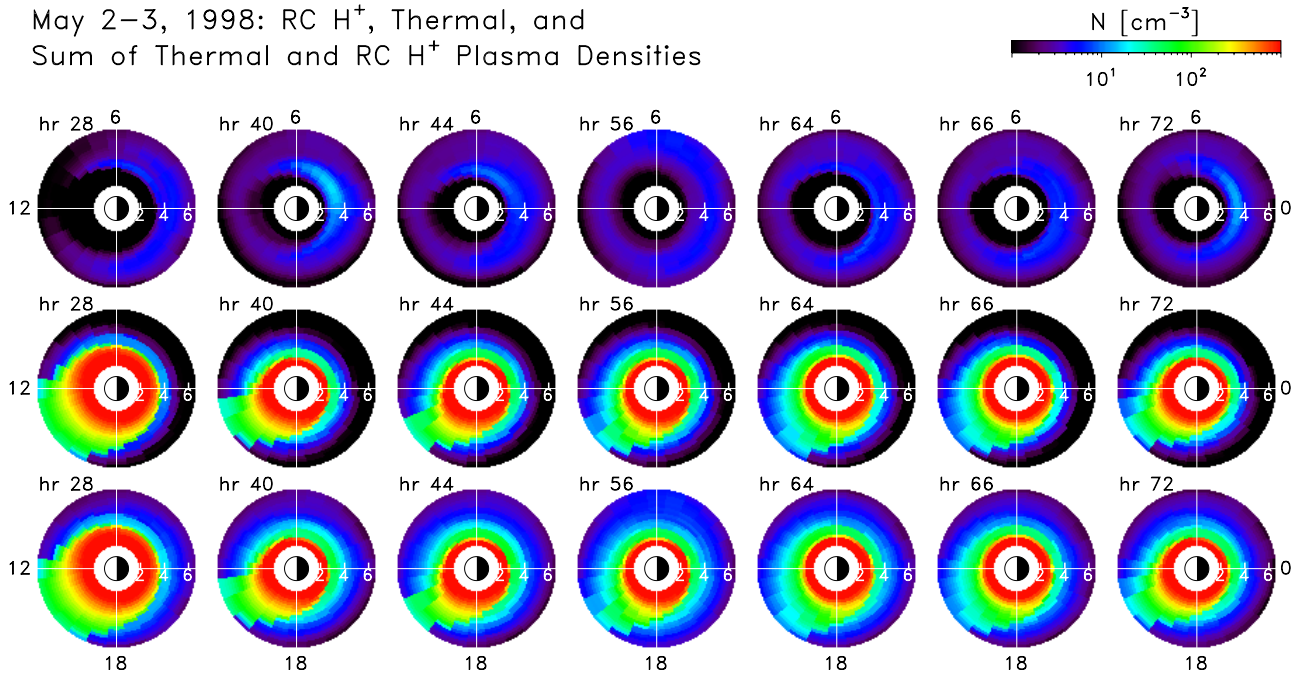 May 2-3, 1998: RC H⁺, Thermal, and
Sum of Thermal and RC H⁺ Plasma Densities
N [cm⁻³]
10¹ 10²
hr 28 6 hr 40 6 hr 44 6 hr 56 6 hr 64 6 hr 66 6 hr 72 6
12 2 4 6 2 4 6 2 4 6 2 4 6 2 4 6 2 4 6 2 4 6 0
hr 28 hr 40 hr 44 hr 56 hr 64 hr 66 hr 72
12 2 4 6 2 4 6 2 4 6 2 4 6 2 4 6 2 4 6 2 4 6 0
hr 28 hr 40 hr 44 hr 56 hr 64 hr 66 hr 72
12 2 4 6 2 4 6 2 4 6 2 4 6 2 4 6 2 4 6 2 4 6 0
18 18 18 18 18 18 18